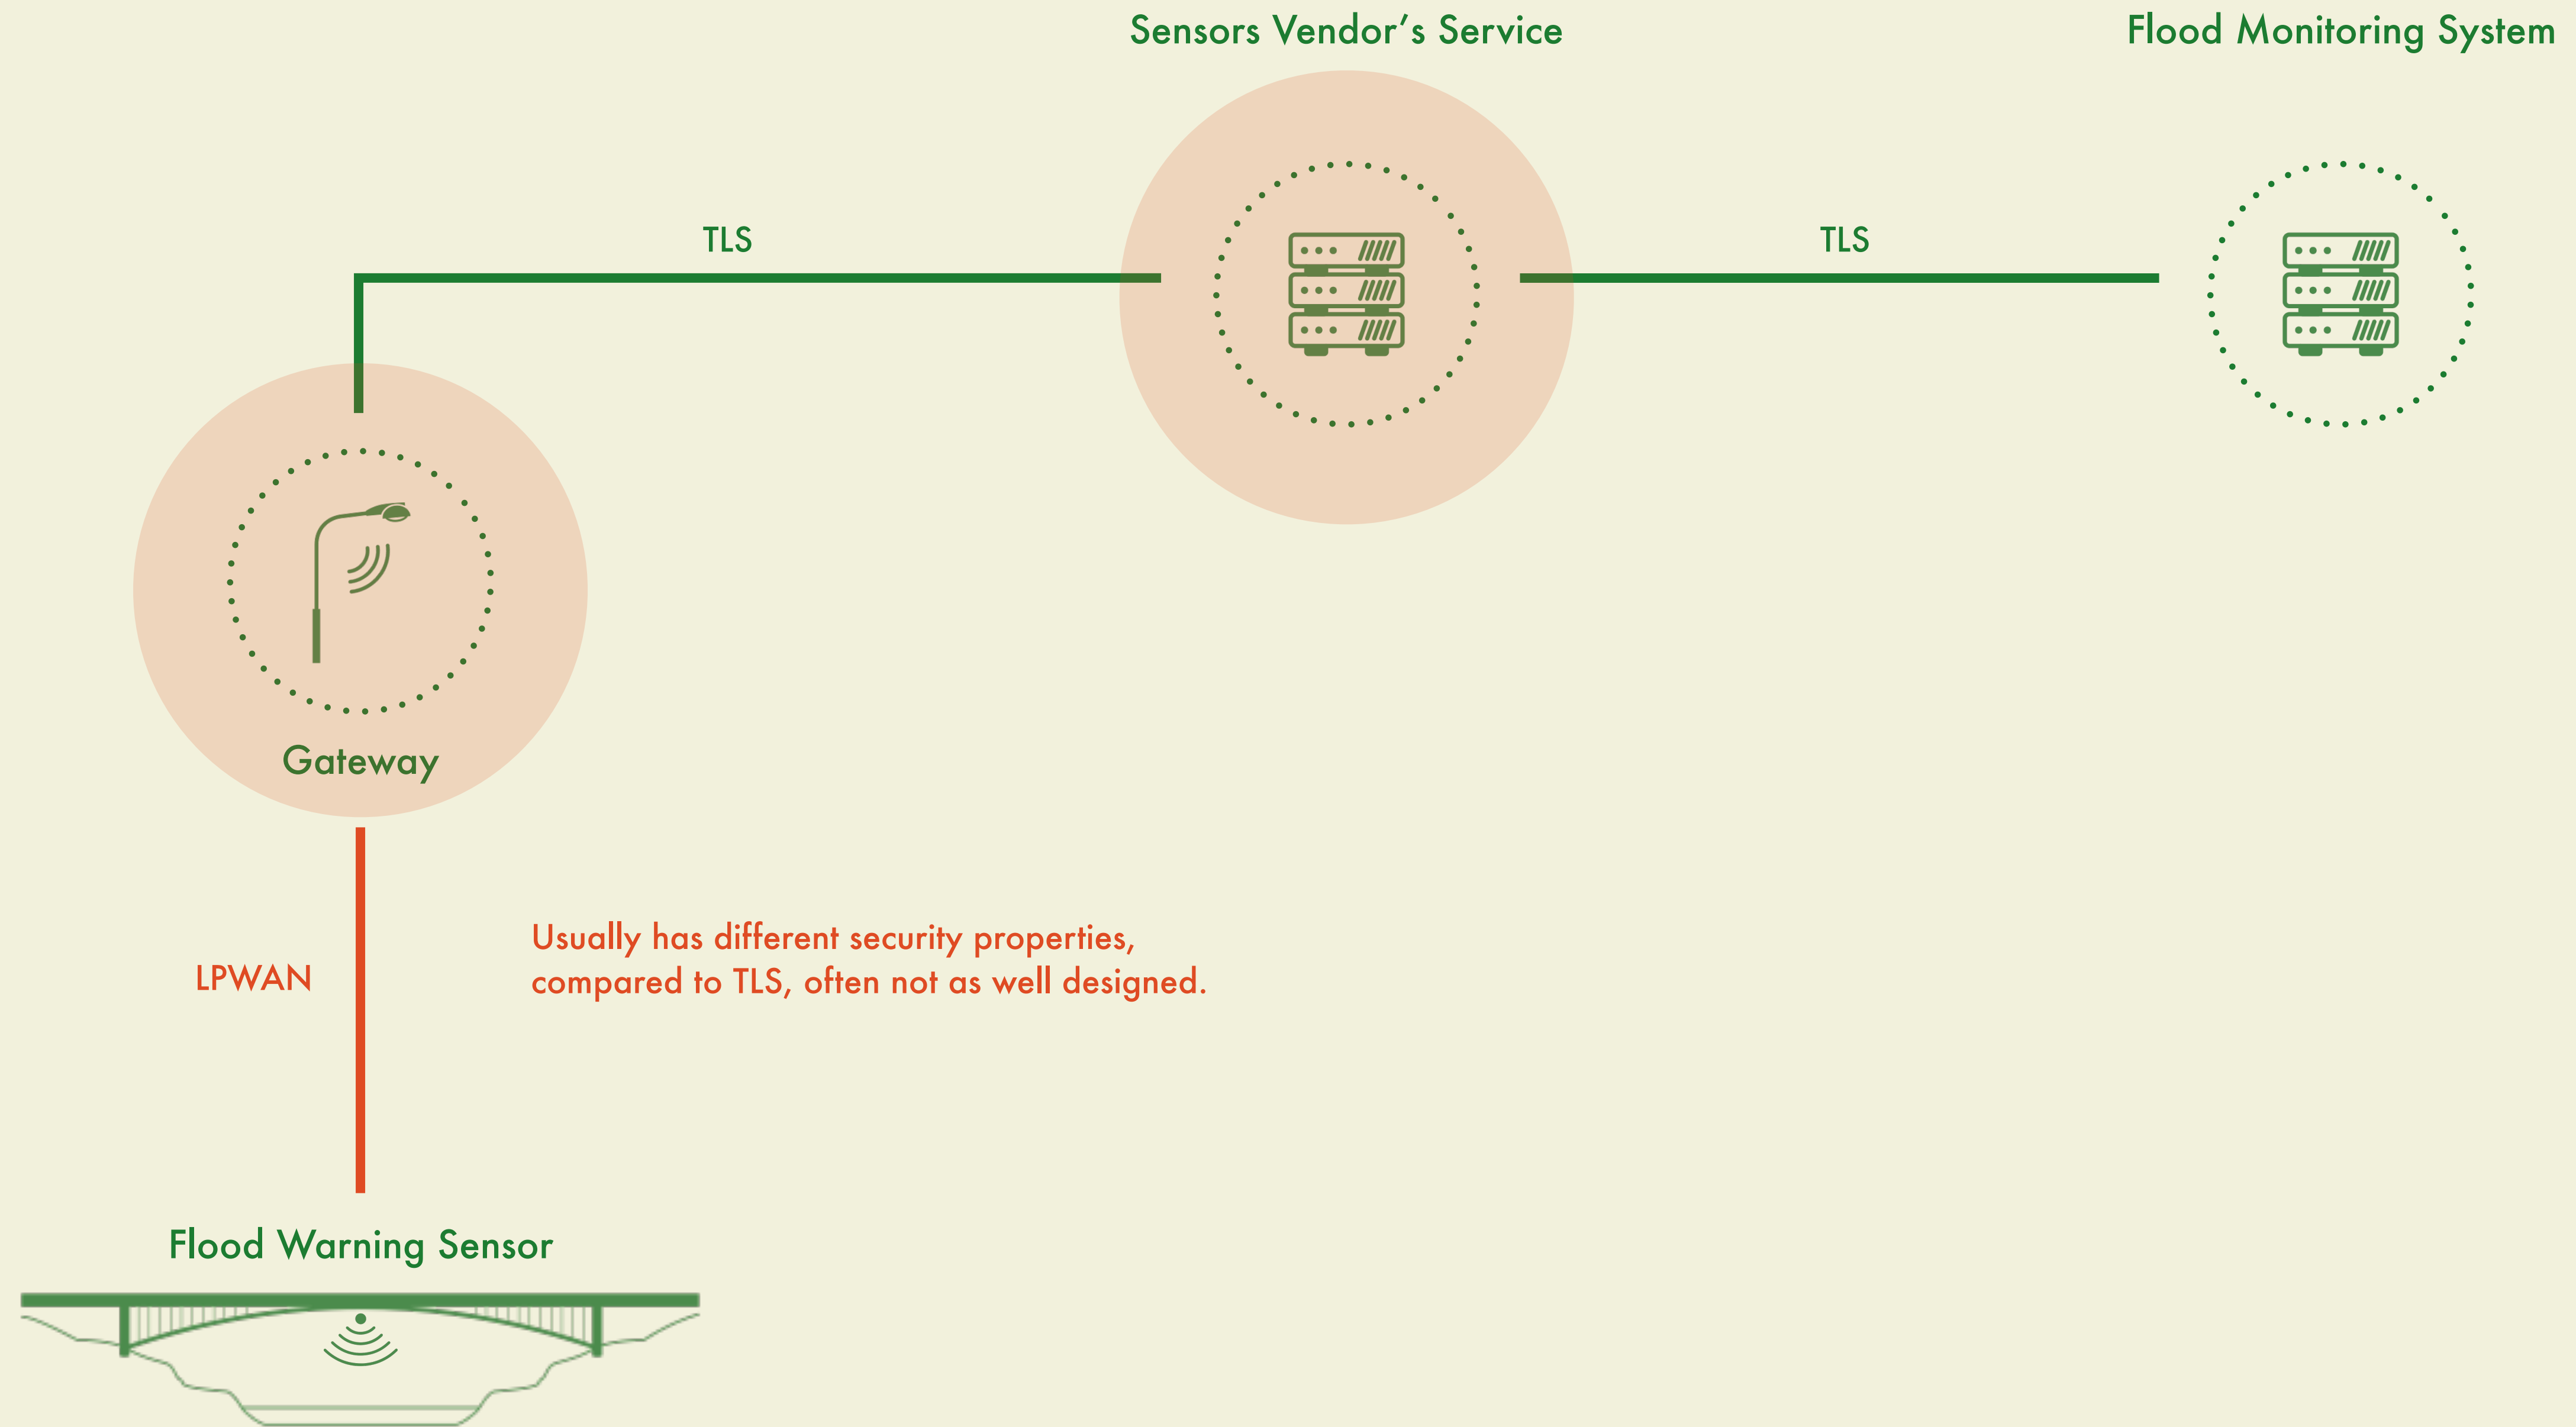 Sensors Vendor’s Service
Flood Monitoring System
TLS
TLS
Gateway
LPWAN
Usually has different security properties,
compared to TLS, often not as well designed.
Flood Warning Sensor